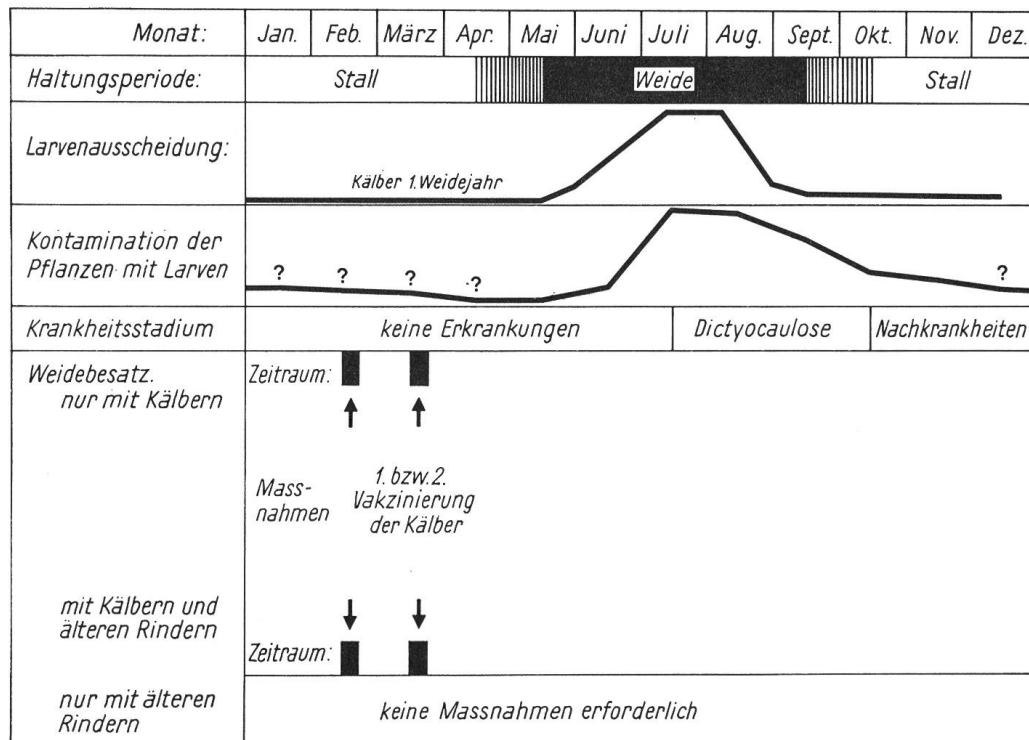 Monat: Jan. Feb. März Apr. Mai Juni Juli Aug. Sept. Okt. Nov. Dez.
Haltungsperiode: Stall Weide Stall
Larvenausscheidung:
Kälber 1. Weidejahr
Kontamination der
Pflanzen mit Larven
? ? ? ? ?
Krankheitsstadium keine Erkrankungen Dictyocaulose Nachkrankheiten
Weidebesatz. Zeitraum:
nur mit Kälbern
Mass-
nahmen
1. bzw. 2.
Vakzinierung
der Kälber
mit Kälbern und
älteren Rindern
Zeitraum:
nur mit älteren
Rindern
keine Massnahmen erforderlich